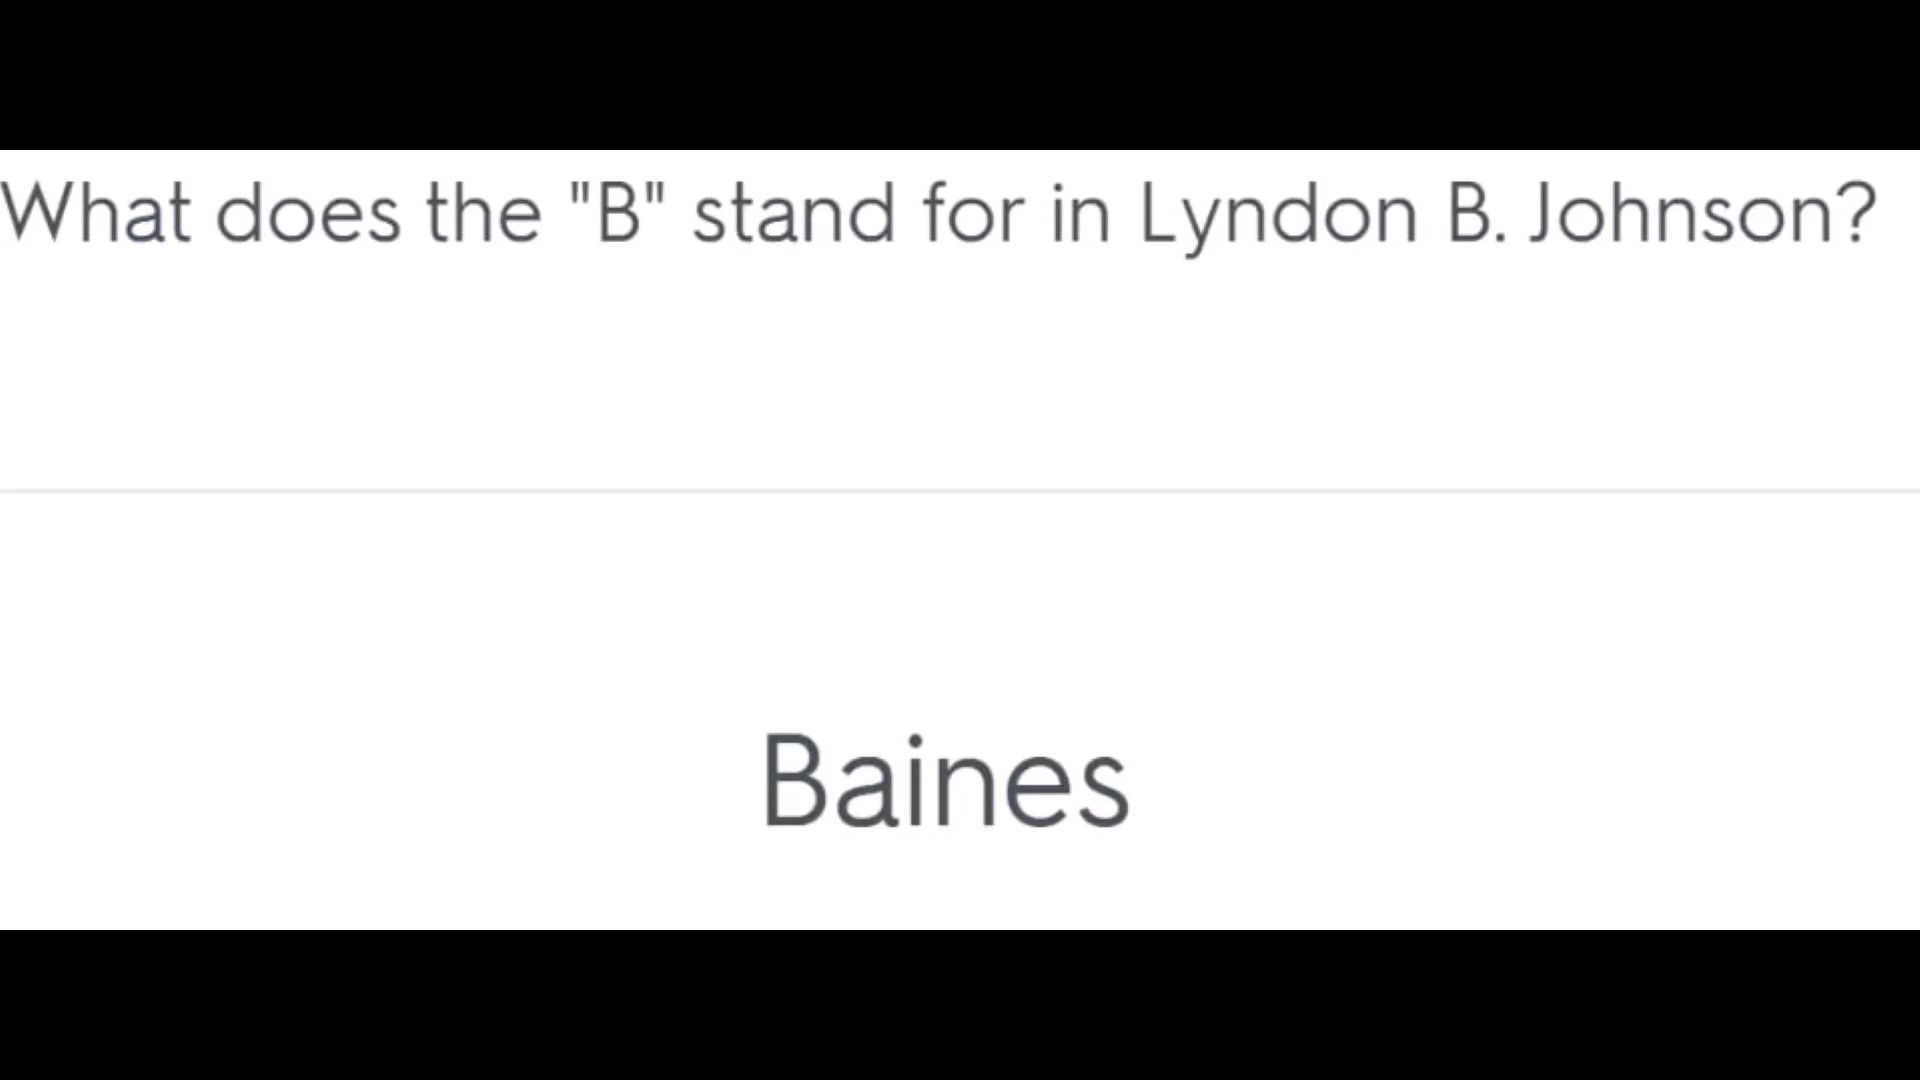 What does the "B" stand for in Lyndon B. Johnson?
Baines